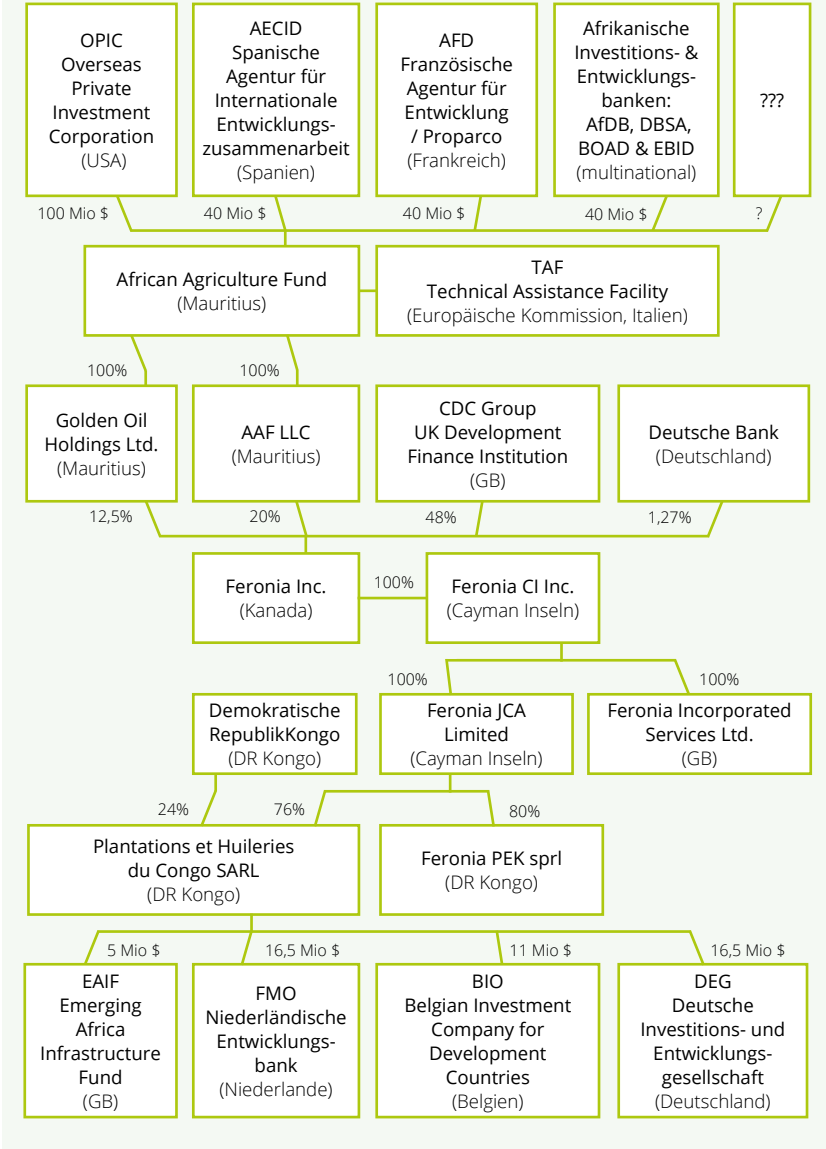 OPIC
Overseas
Private
Investment
Corporation
(USA)
AECID
Spanische
Agentur für
Internationale
Entwicklungs-
zusammenarbeit
(Spanien)
AFD
Französische
Agentur für
Entwicklung
/ Proparco
(Frankreich)
Afrikanische
Investitions- &
Entwicklungs-
banken:
AfDB, DBSA,
BOAD & EBID
(multinational)
???
100 Mio $
40 Mio $
40 Mio $
40 Mio $
?
African Agriculture Fund
(Mauritius)
TAF
Technical Assistance Facility
(Europäische Kommission, Italien)
100%
100%
Golden Oil
Holdings Ltd.
(Mauritius)
AAF LLC
(Mauritius)
CDC Group
UK Development
Finance Institution
(GB)
Deutsche Bank
(Deutschland)
12,5%
20%
48%
1,27%
Feronia Inc.
(Kanada)
100%
Feronia CI Inc.
(Cayman Inseln)
100%
100%
Demokratische
RepublikKongo
(DR Kongo)
Feronia JCA
Limited
(Cayman Inseln)
Feronia Incorporated
Services Ltd.
(GB)
24%
76%
80%
Plantations et Huileries
du Congo SARL
(DR Kongo)
Feronia PEK sprl
(DR Kongo)
5 Mio $
16,5 Mio $
11 Mio $
16,5 Mio $
EAIF
Emerging
Africa
Infrastructure
Fund
(GB)
FMO
Niederländische
Entwicklungs-
bank
(Niederlande)
BIO
Belgian Investment
Company for
Development
Countries
(Belgien)
DEG
Deutsche
Investitions- und
Entwicklungs-
gesellschaft
(Deutschland)